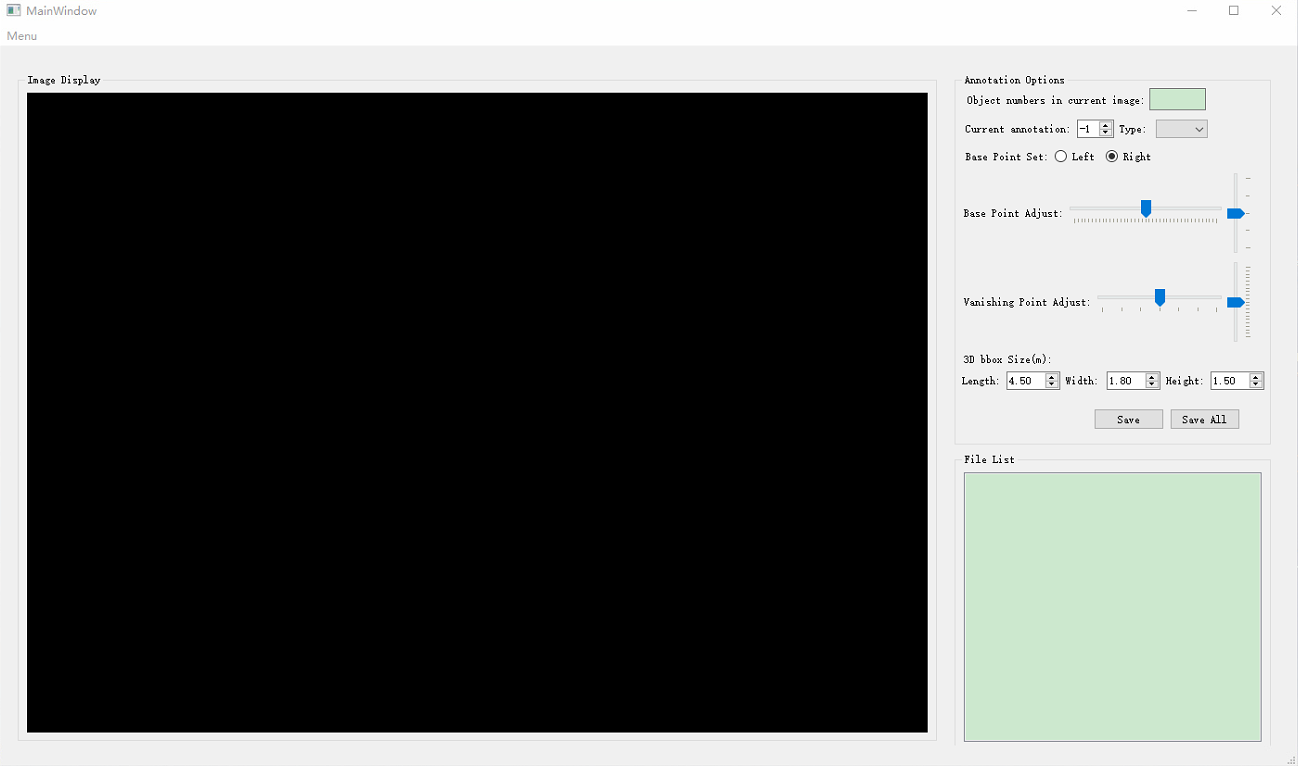 MainWindow
Menu
Image Display
Annotation Options
Object numbers in current image:
Current annotation: -1 Type:
Base Point Set: Left Right
Base Point Adjust:
Vanishing Point Adjust:
3D bbox Size(m):
Length: 4.50 Width: 1.80 Height: 1.50
Save Save All
File List